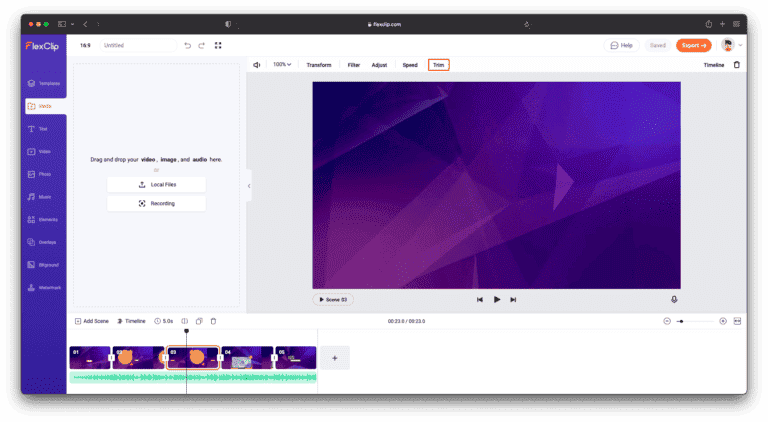 flexclip.com
FlexClip
16:9
Untitled
Help
Saved
Export
Templates
Media
Text
Video
Photo
Music
Elements
Overlays
BKground
Watermark
100%
Transform
Filter
Adjust
Speed
Trim
Timeline
Drag and drop your video, image, and audio here.
or
Local Files
Recording
Scene 03
Add Scene
Timeline
5.0s
00:23.0 / 00:23.0
01
02
03
04
05